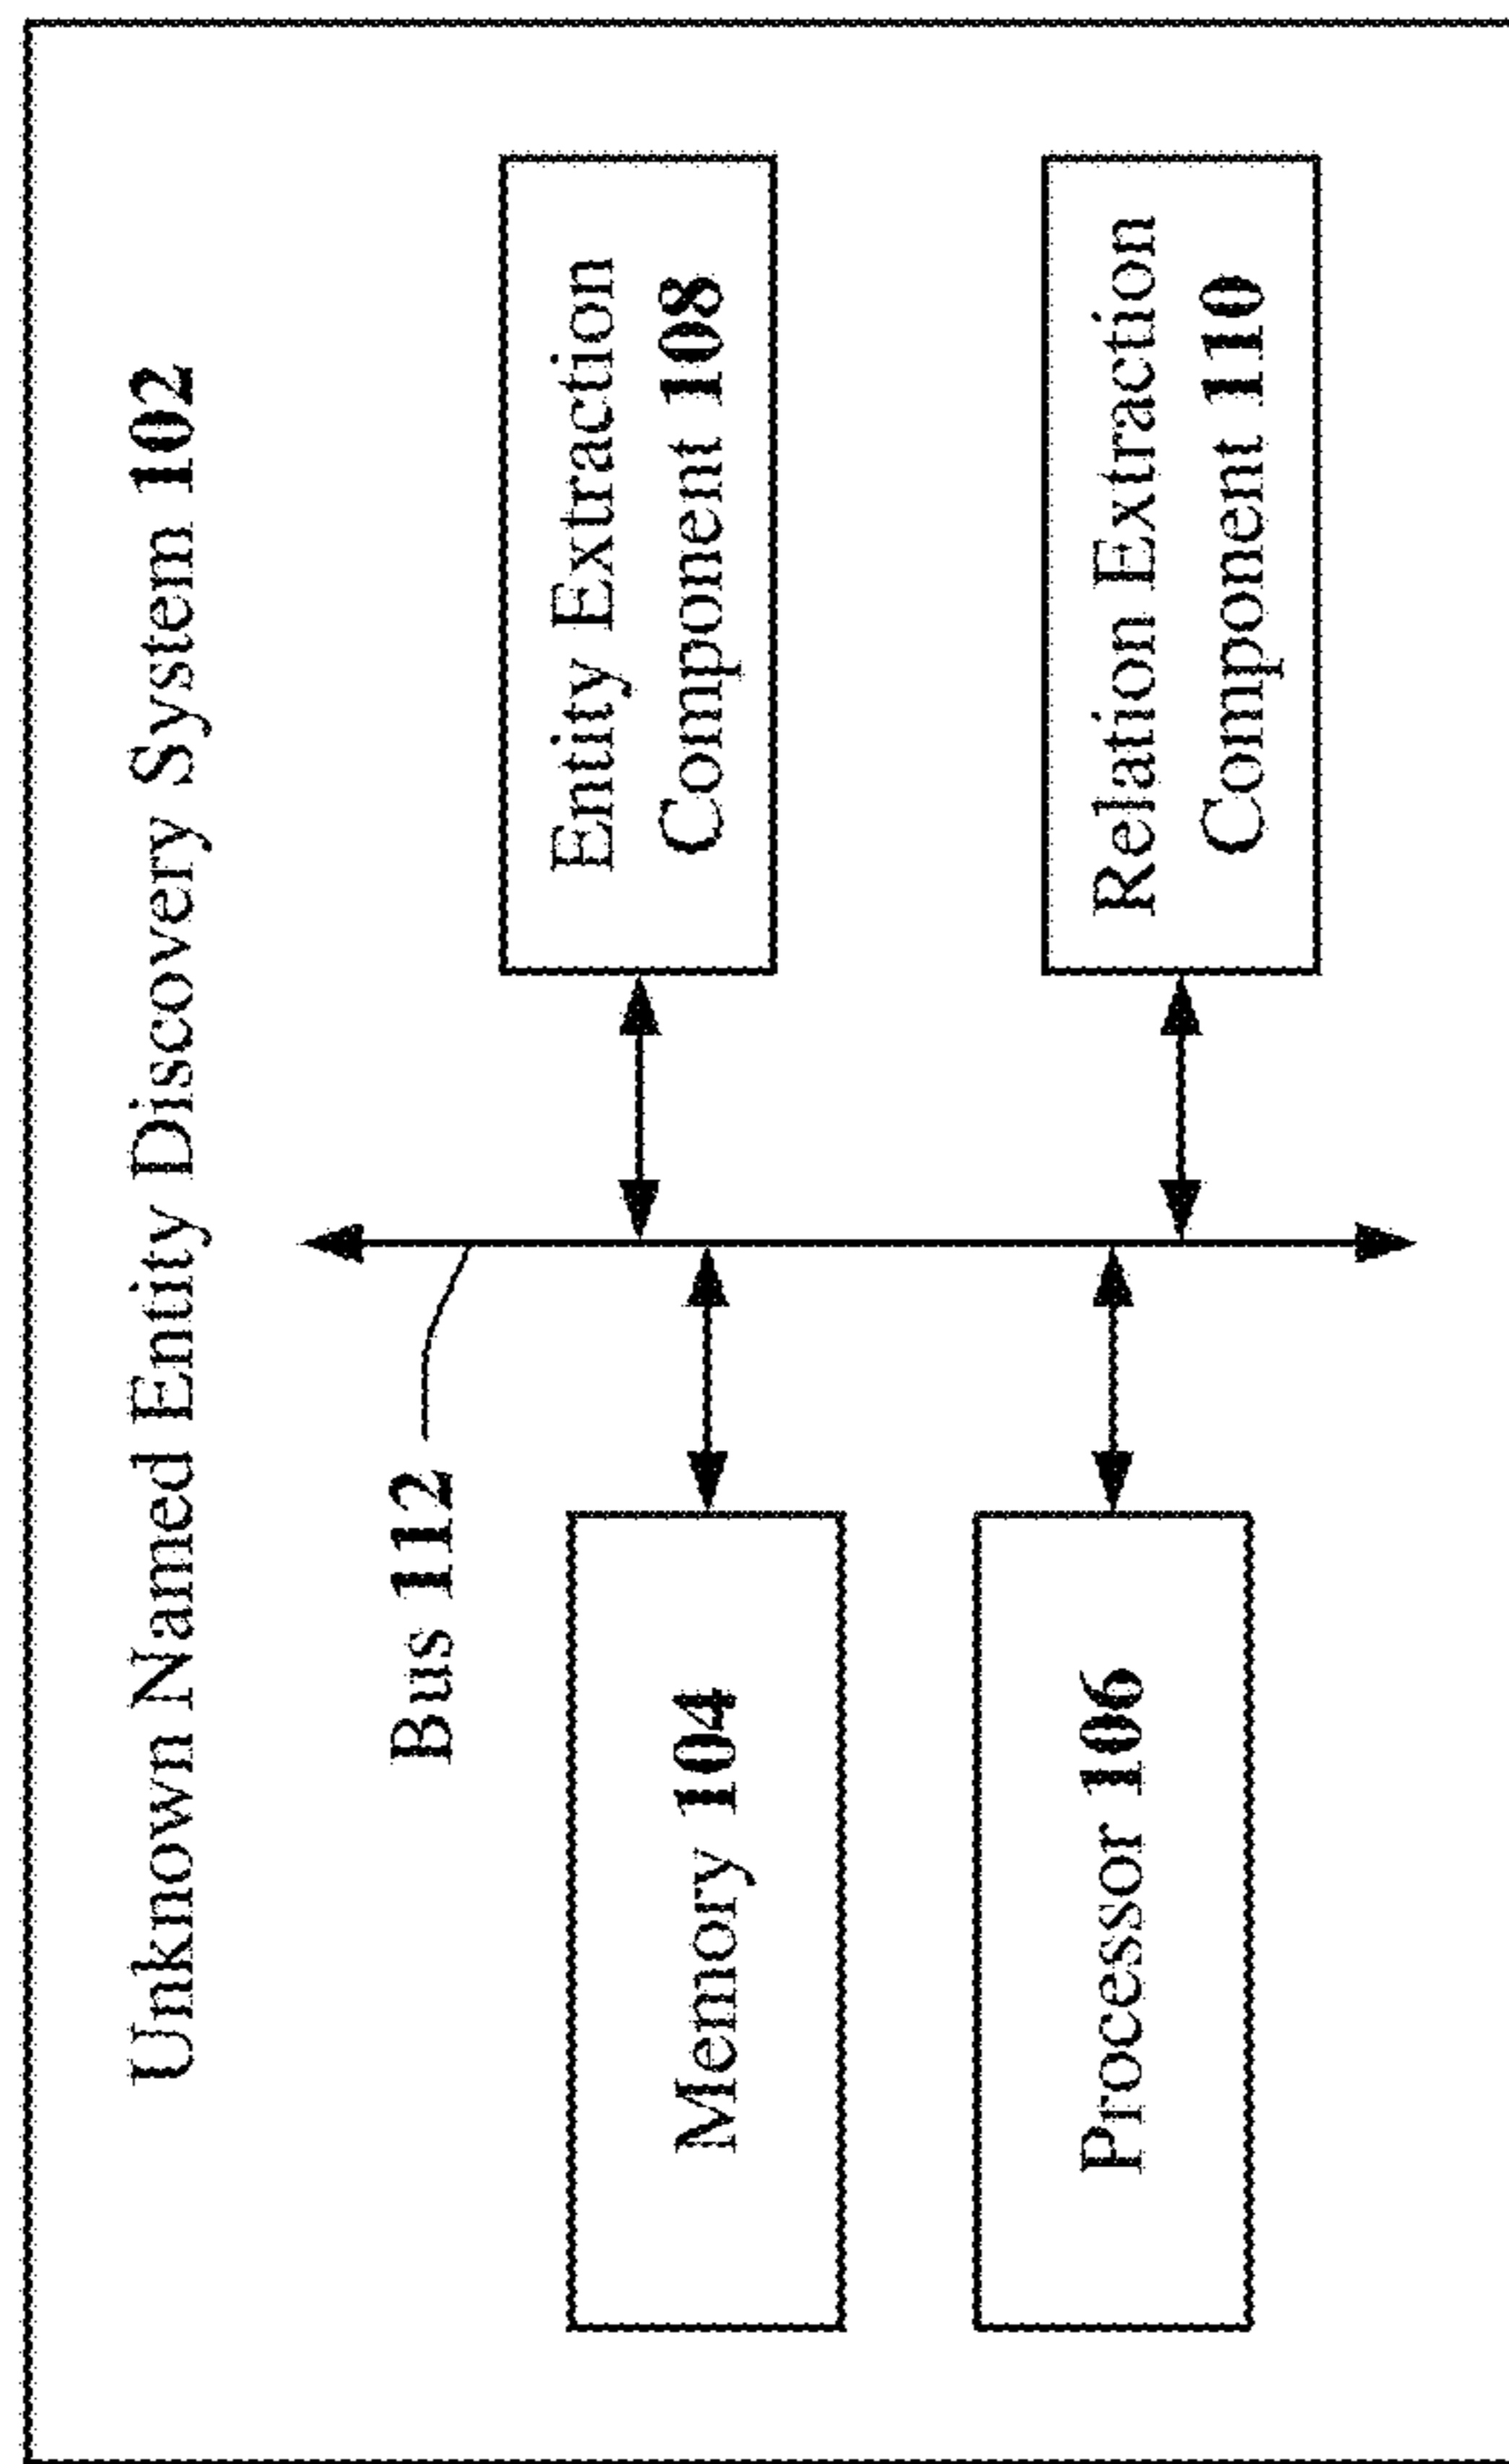 Unknown Named Entity Discovery System 102
Bus 112
Memory 104
Processor 106
Entity Extraction
Component 108
Relation Extraction
Component 110